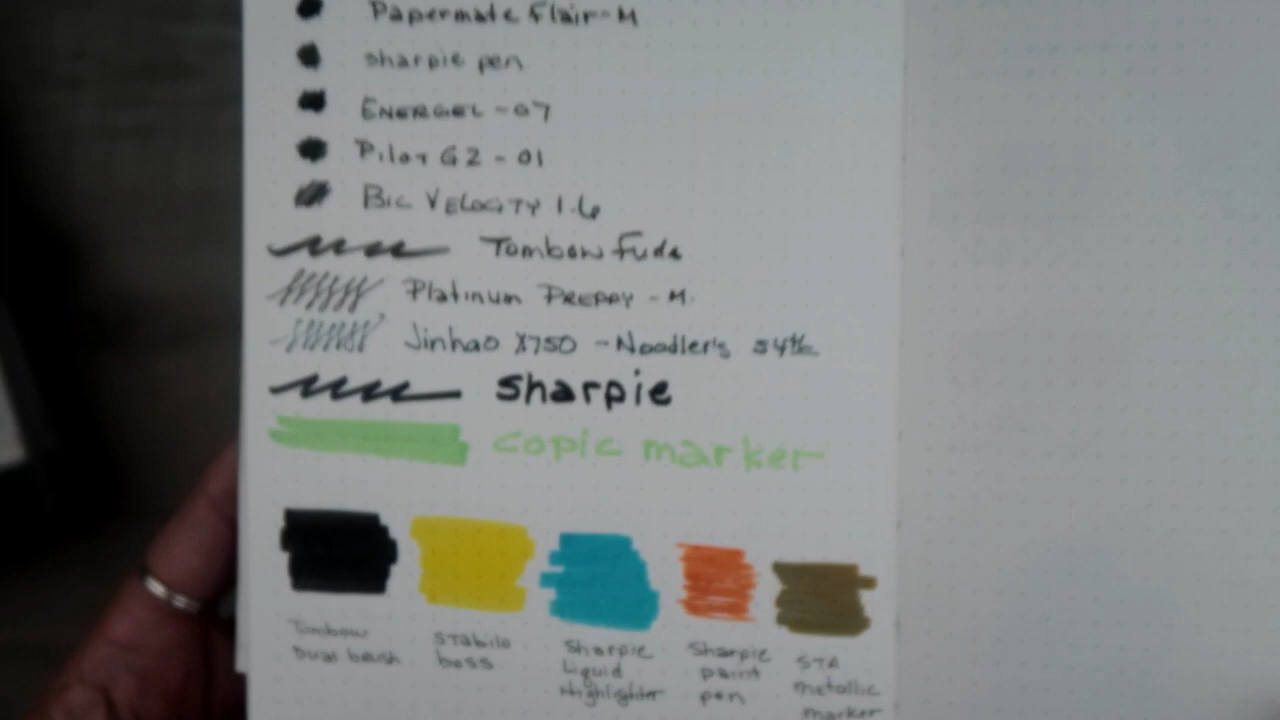 Papermate Flair-M
sharpie pen
ENERGEL -07
Pilot G2 - 01
BIC VELOCITY 1.6
Tombow Fude
Platinum PREPPY - M.
Jinhao X750 - Noodler's 54th
sharpie
copic marker
Tombow
Dual brush
STabilo
boss
Sharpie
Liquid
Highlighter
Sharpie
paint
pen
STA
metallic
marker